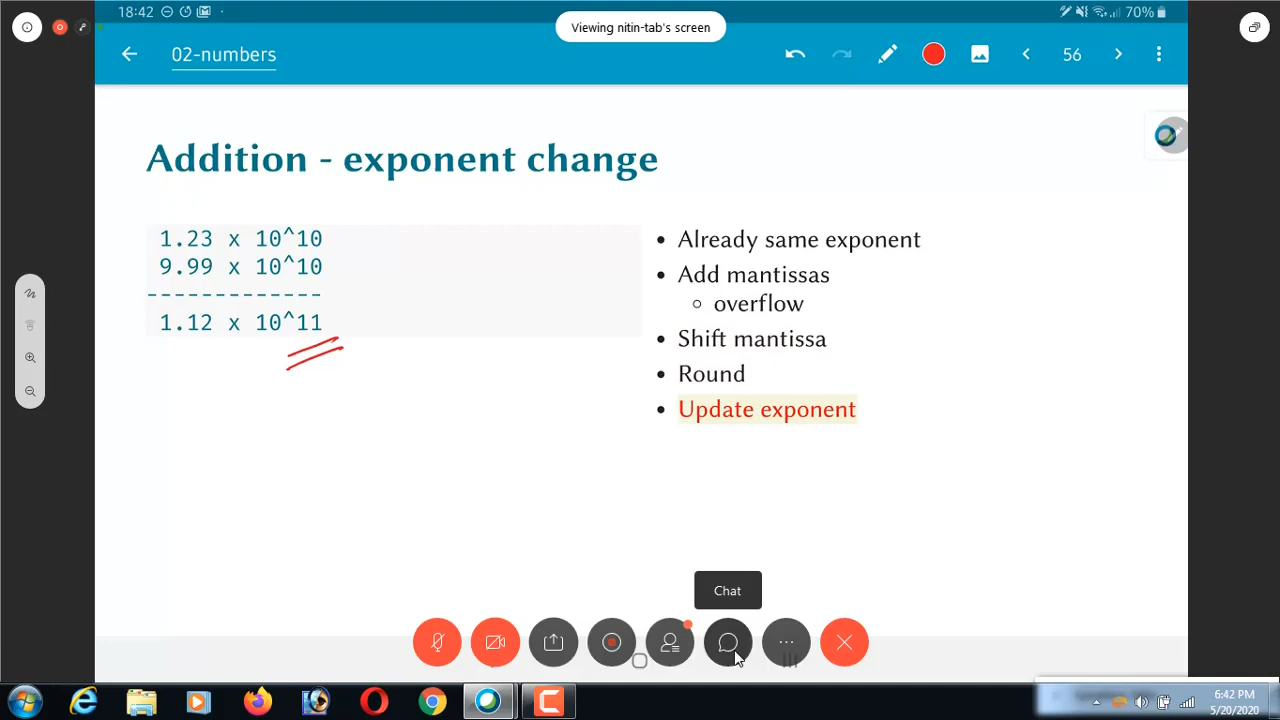 18:42
70%
Viewing nitin-tab's screen
02-numbers
56
Addition - exponent change
1.23 x 10^10
9.99 x 10^10
-------------
1.12 x 10^11
• Already same exponent
• Add mantissas
○ overflow
• Shift mantissa
• Round
• Update exponent
Chat
6:42 PM
5/20/2020